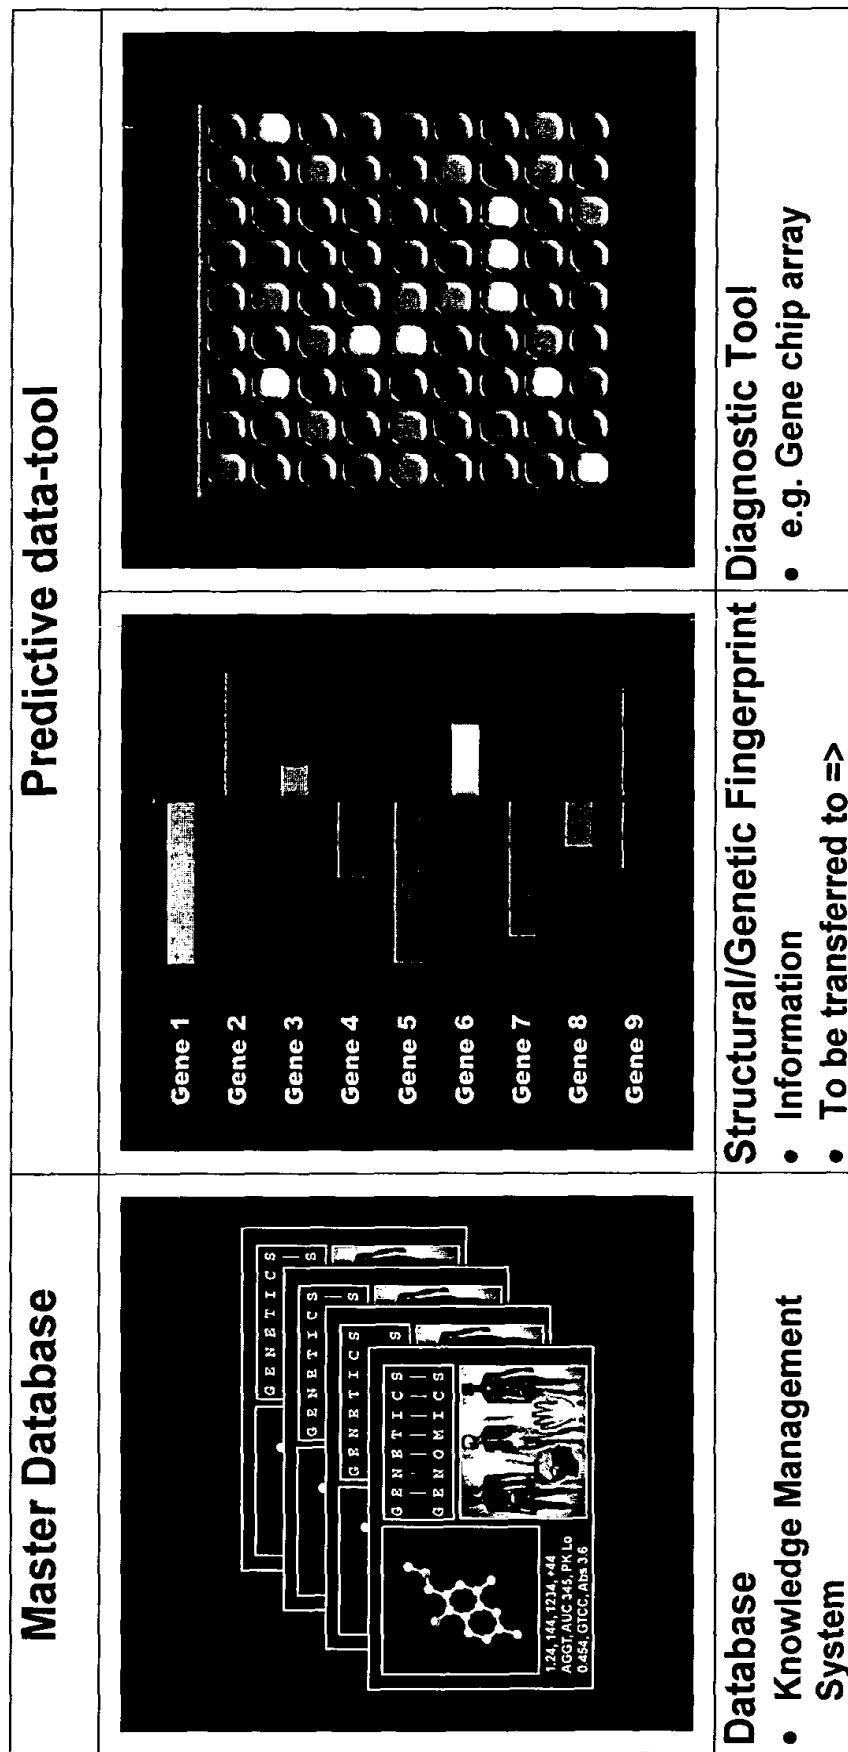 Master Database
Predictive data-tool
GENETICS
S
GENETICS
S
GENETICS
S
GENETICS
GENOMICS
1.24, 144, 1234, +44
AGGT, AUC 345, PK Lo
0.454, GTCC, Abs 3.6
Gene 1
Gene 2
Gene 3
Gene 4
Gene 5
Gene 6
Gene 7
Gene 8
Gene 9
Database
• Knowledge Management
System
Structural/Genetic Fingerprint
• Information
• To be transferred to =>
Diagnostic Tool
• e.g. Gene chip array